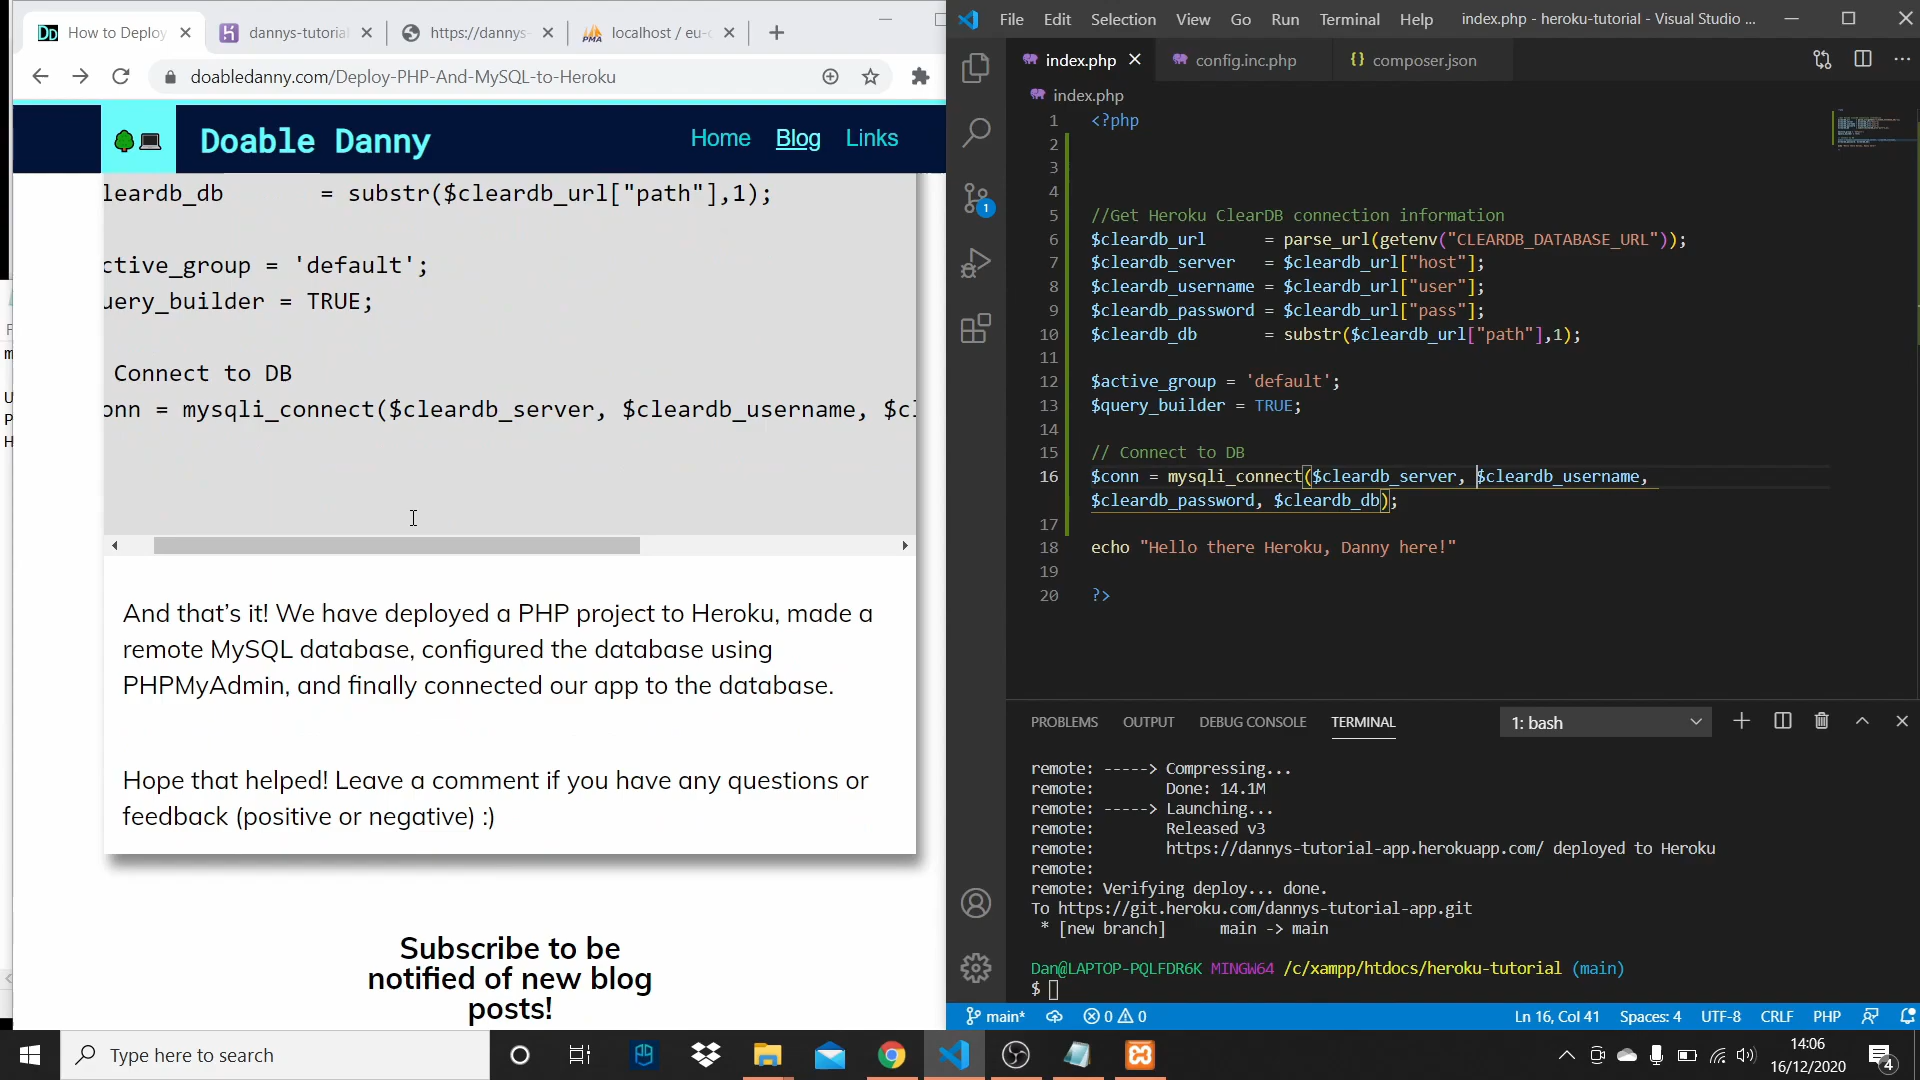 How to Deploy
dannys-tutorial
https://dannys-
localhost / eu-
doabledanny.com/Deploy-PHP-And-MySQL-to-Heroku
Doable Danny
Home
Blog
Links
leardb_db = substr($cleardb_url["path"],1);
ctive_group = 'default';
uery_builder = TRUE;
Connect to DB
onn = mysqli_connect($cleardb_server, $cleardb_username, $cl
And that's it! We have deployed a PHP project to Heroku, made a
remote MySQL database, configured the database using
PHPMyAdmin, and finally connected our app to the database.
Hope that helped! Leave a comment if you have any questions or
feedback (positive or negative) :)
Subscribe to be
notified of new blog
posts!
File Edit Selection View Go Run Terminal Help
index.php - heroku-tutorial - Visual Studio ...
index.php
config.inc.php
composer.json
index.php
1 <?php
2
3
4
5 //Get Heroku ClearDB connection information
6 $cleardb_url = parse_url(getenv("CLEARDB_DATABASE_URL"));
7 $cleardb_server = $cleardb_url["host"];
8 $cleardb_username = $cleardb_url["user"];
9 $cleardb_password = $cleardb_url["pass"];
10 $cleardb_db = substr($cleardb_url["path"],1);
11
12 $active_group = 'default';
13 $query_builder = TRUE;
14
15 // Connect to DB
16 $conn = mysqli_connect($cleardb_server, $cleardb_username,
$cleardb_password, $cleardb_db);
17
18 echo "Hello there Heroku, Danny here!"
19
20 ?>
1
PROBLEMS OUTPUT DEBUG CONSOLE TERMINAL
1: bash
remote: -----> Compressing...
remote: Done: 14.1M
remote: -----> Launching...
remote: Released v3
remote: https://dannys-tutorial-app.herokuapp.com/ deployed to Heroku
remote:
remote: Verifying deploy... done.
To https://git.heroku.com/dannys-tutorial-app.git
* [new branch] main -> main
Dan@LAPTOP-PQLFDR6K MINGW64 /c/xampp/htdocs/heroku-tutorial (main)
$
main* 0 0 Ln 16, Col 41 Spaces: 4 UTF-8 CRLF PHP
Type here to search
14:06
16/12/2020
4